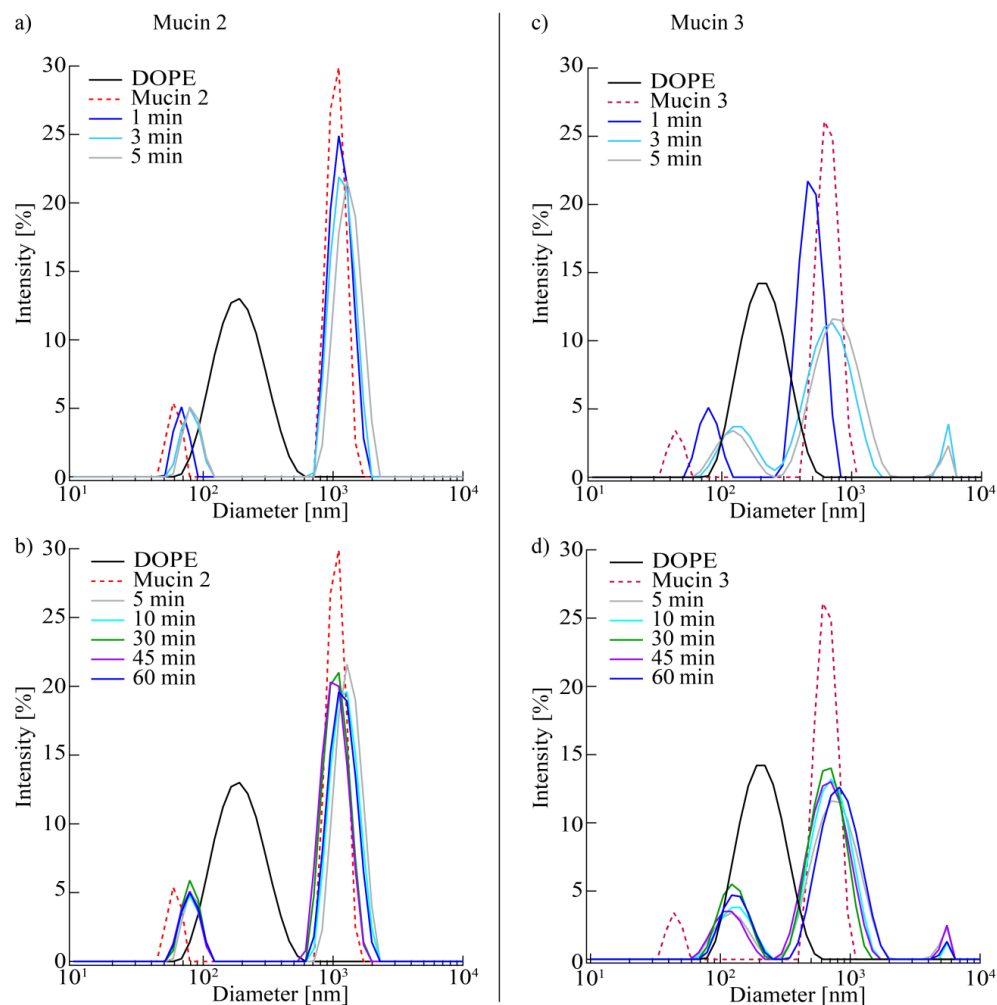 a) Mucin 2
30
25
20
15
10
5
0
Intensity [%]
DOPE
Mucin 2
1 min
3 min
5 min
10¹ 10² 10³ 10⁴
Diameter [nm]
b)
30
25
20
15
10
5
0
Intensity [%]
DOPE
Mucin 2
5 min
10 min
30 min
45 min
60 min
10¹ 10² 10³ 10⁴
Diameter [nm]
c) Mucin 3
30
25
20
15
10
5
0
Intensity [%]
DOPE
Mucin 3
1 min
3 min
5 min
10¹ 10² 10³ 10⁴
Diameter [nm]
d)
30
25
20
15
10
5
0
Intensity [%]
DOPE
Mucin 3
5 min
10 min
30 min
45 min
60 min
10¹ 10² 10³ 10⁴
Diameter [nm]